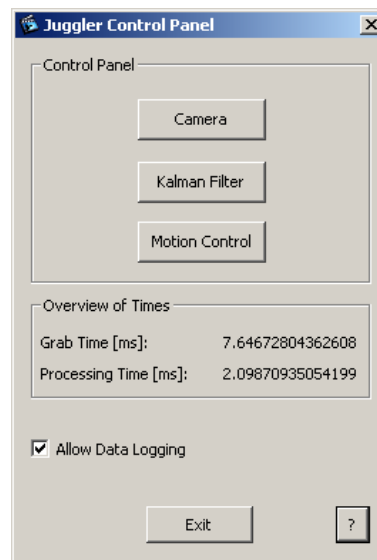 Juggler Control Panel
Control Panel
Camera
Kalman Filter
Motion Control
Overview of Times
Grab Time [ms]: 7.64672804362608
Processing Time [ms]: 2.09870935054199
Allow Data Logging
Exit ?